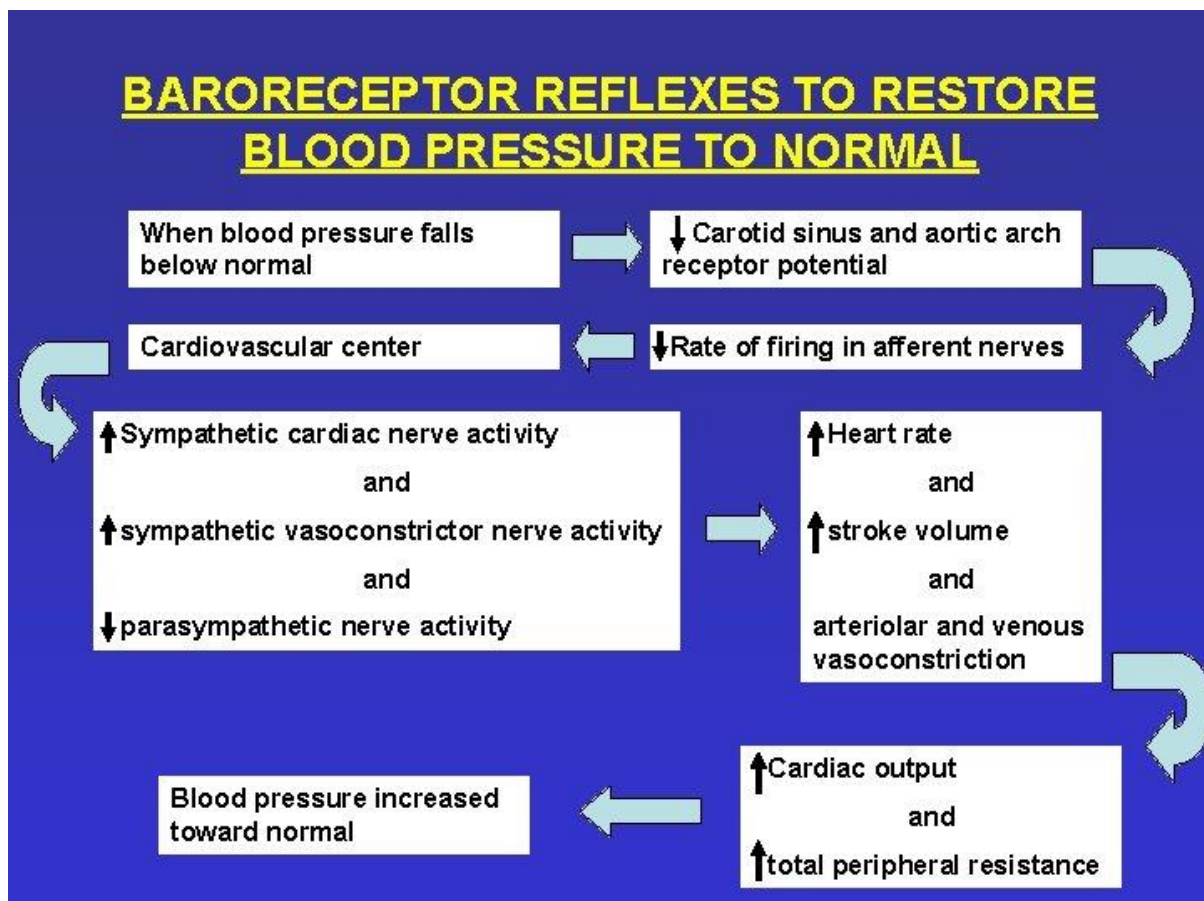 BARORECEPTOR REFLEXES TO RESTORE
BLOOD PRESSURE TO NORMAL
When blood pressure falls
below normal
↓ Carotid sinus and aortic arch
receptor potential
↓Rate of firing in afferent nerves
Cardiovascular center
↑Sympathetic cardiac nerve activity
and
↑sympathetic vasoconstrictor nerve activity
and
↓parasympathetic nerve activity
↑Heart rate
and
↑stroke volume
and
arteriolar and venous
vasoconstriction
↑Cardiac output
and
↑total peripheral resistance
Blood pressure increased
toward normal